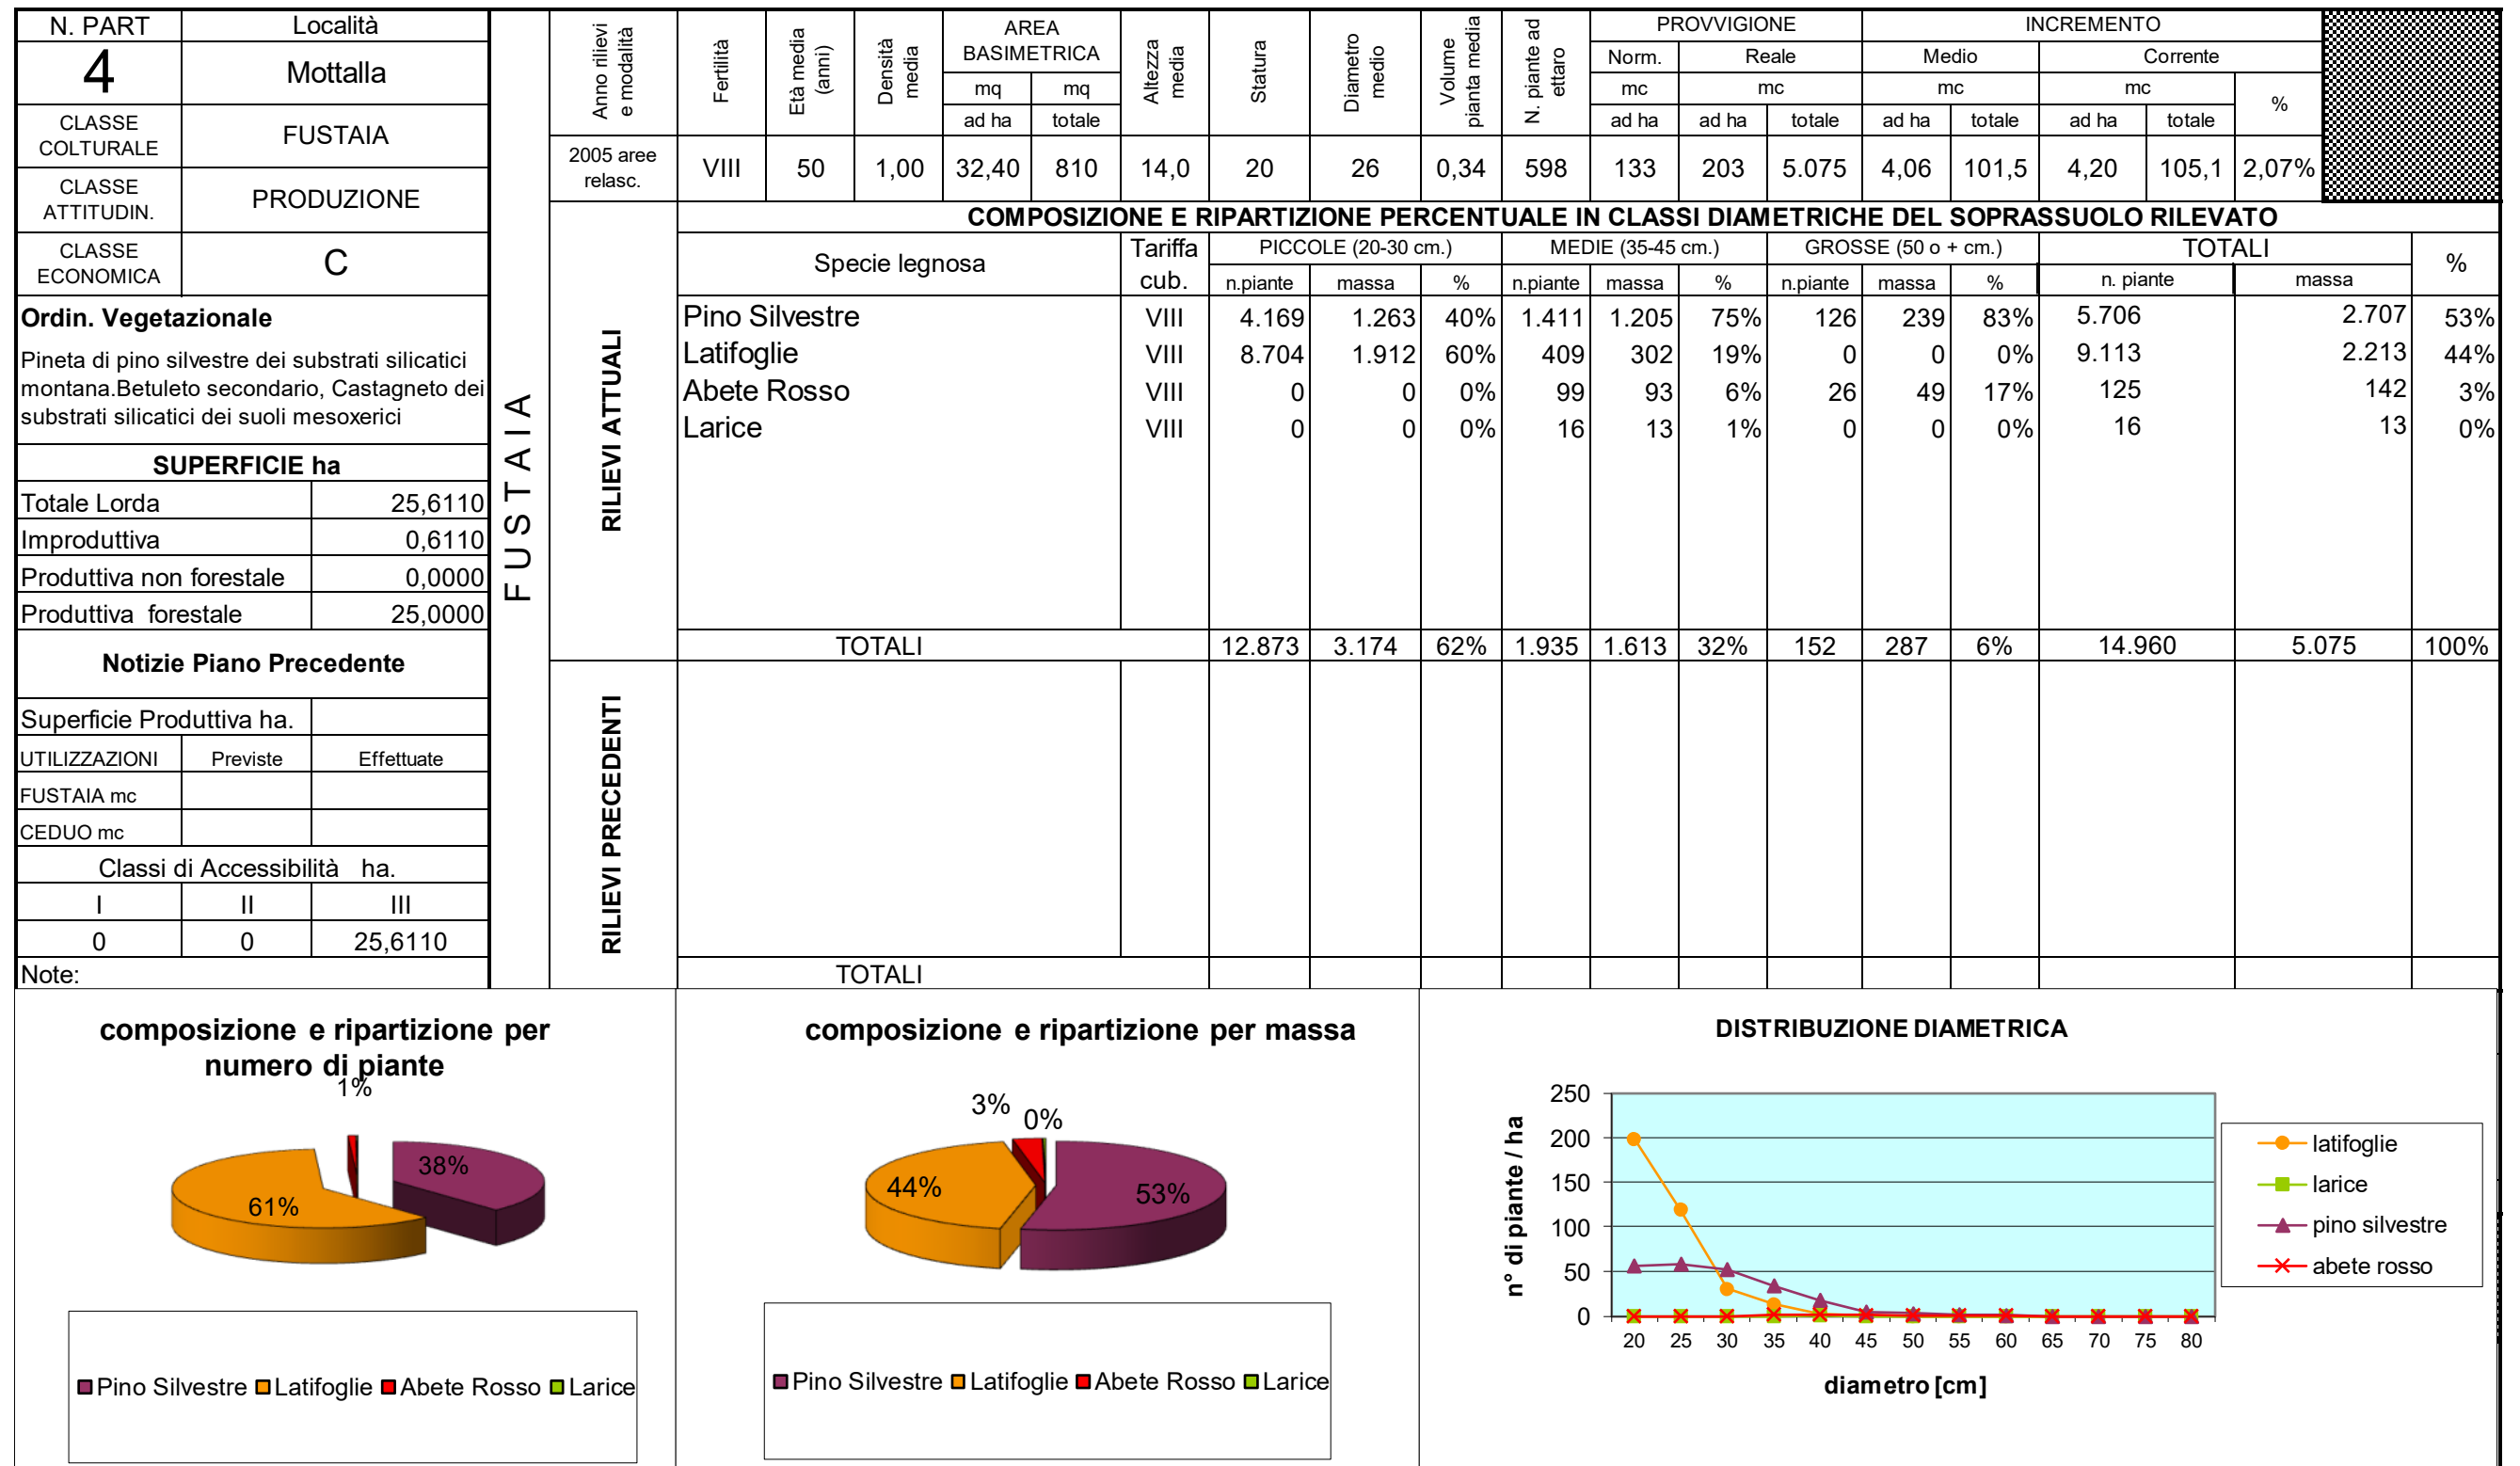 N. PART
Località
4
Mottalla
CLASSE COLTURALE
FUSTAIA
CLASSE ATTITUDIN.
PRODUZIONE
CLASSE ECONOMICA
C
Ordin. Vegetazionale
Pineta di pino silvestre dei substrati silicatici
montana.Betuleto secondario, Castagneto dei
substrati silicatici dei suoli mesoxerici
SUPERFICIE ha
Totale Lorda 25,6110
Improduttiva 0,6110
Produttiva non forestale 0,0000
Produttiva forestale 25,0000
Notizie Piano Precedente
Superficie Produttiva ha.
UTILIZZAZIONI Previste Effettuate
FUSTAIA mc
CEDUO mc
Classi di Accessibilità ha.
I II III
0 0 25,6110
Note:
FUSTAIA
Anno rilievi e modalità
Fertilità
Età media (anni)
Densità media
AREA BASIMETRICA
mq mq
ad ha totale
Altezza media
Statura
Diametro medio
Volume pianta media
N. piante ad ettaro
PROVVIGIONE
Norm. Reale
mc mc
ad ha ad ha totale
INCREMENTO
Medio Corrente
mc mc %
ad ha totale ad ha totale
2005 aree relasc. VIII 50 1,00 32,40 810 14,0 20 26 0,34 598 133 203 5.075 4,06 101,5 4,20 105,1 2,07%
RILIEVI ATTUALI
COMPOSIZIONE E RIPARTIZIONE PERCENTUALE IN CLASSI DIAMETRICHE DEL SOPRASSUOLO RILEVATO
Specie legnosa Tariffa cub. PICCOLE (20-30 cm.) MEDIE (35-45 cm.) GROSSE (50 o + cm.) TOTALI %
n.piante massa % n.piante massa % n.piante massa % n. piante massa
Pino Silvestre VIII 4.169 1.263 40% 1.411 1.205 75% 126 239 83% 5.706 2.707 53%
Latifoglie VIII 8.704 1.912 60% 409 302 19% 0 0 0% 9.113 2.213 44%
Abete Rosso VIII 0 0 0% 99 93 6% 26 49 17% 125 142 3%
Larice VIII 0 0 0% 16 13 1% 0 0 0% 16 13 0%
TOTALI 12.873 3.174 62% 1.935 1.613 32% 152 287 6% 14.960 5.075 100%
RILIEVI PRECEDENTI
TOTALI
composizione e ripartizione per
numero di piante
1%
38%
61%
Pino Silvestre Latifoglie Abete Rosso Larice
composizione e ripartizione per massa
3% 0%
44%
53%
Pino Silvestre Latifoglie Abete Rosso Larice
DISTRIBUZIONE DIAMETRICA
n° di piante / ha
250
200
150
100
50
0
20 25 30 35 40 45 50 55 60 65 70 75 80
diametro [cm]
latifoglie
larice
pino silvestre
abete rosso